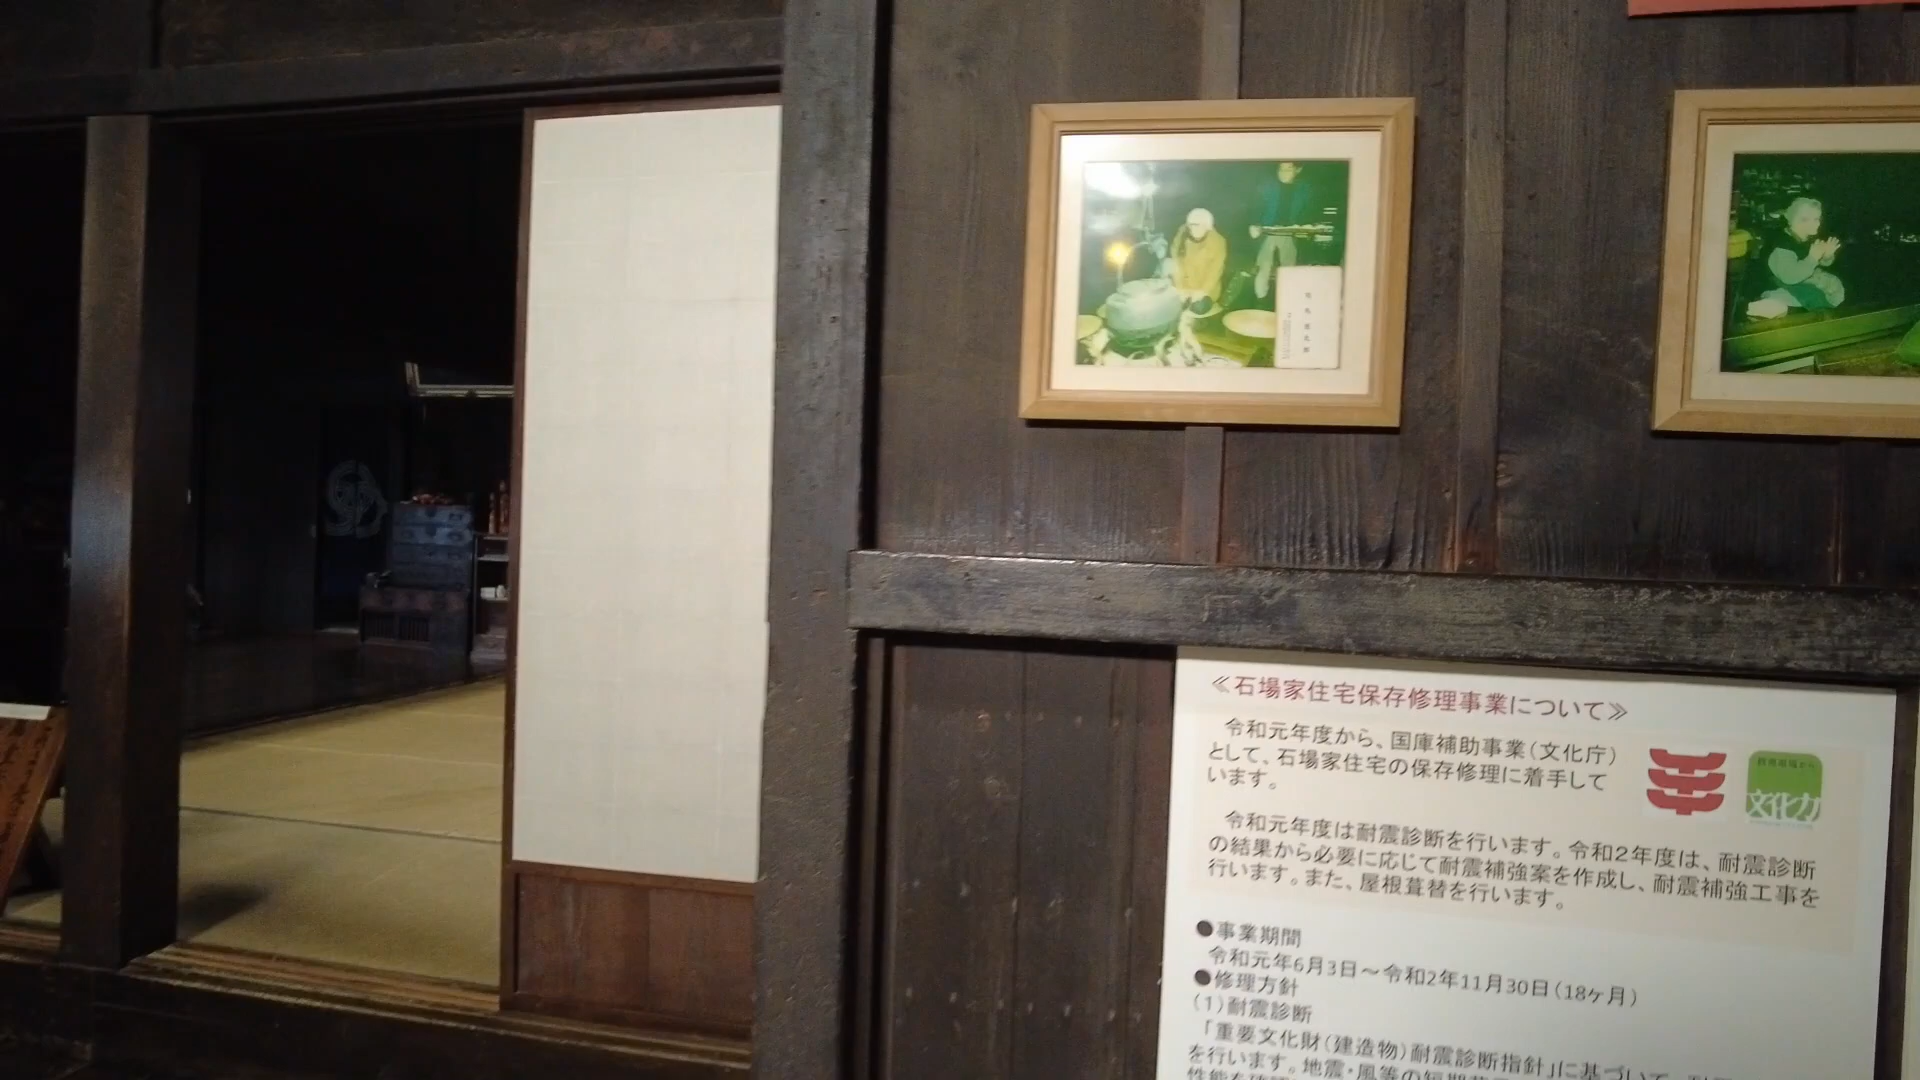 ≪石場家住宅保存修理事業について≫
令和元年度から、国庫補助事業(文化庁)
として、石場家住宅の保存修理に着手して
います。
文化力
令和元年度は耐震診断を行います。令和2年度は、耐震診断
の結果から必要に応じて耐震補強案を作成し、耐震補強工事を
行います。また、屋根葺替を行います。
●事業期間
令和元年6月3日~令和2年11月30日(18ヶ月)
●修理方針
(1)耐震診断
「重要文化財(建造物)耐震診断指針」に基づいて、
を行います。地震・風等の短期